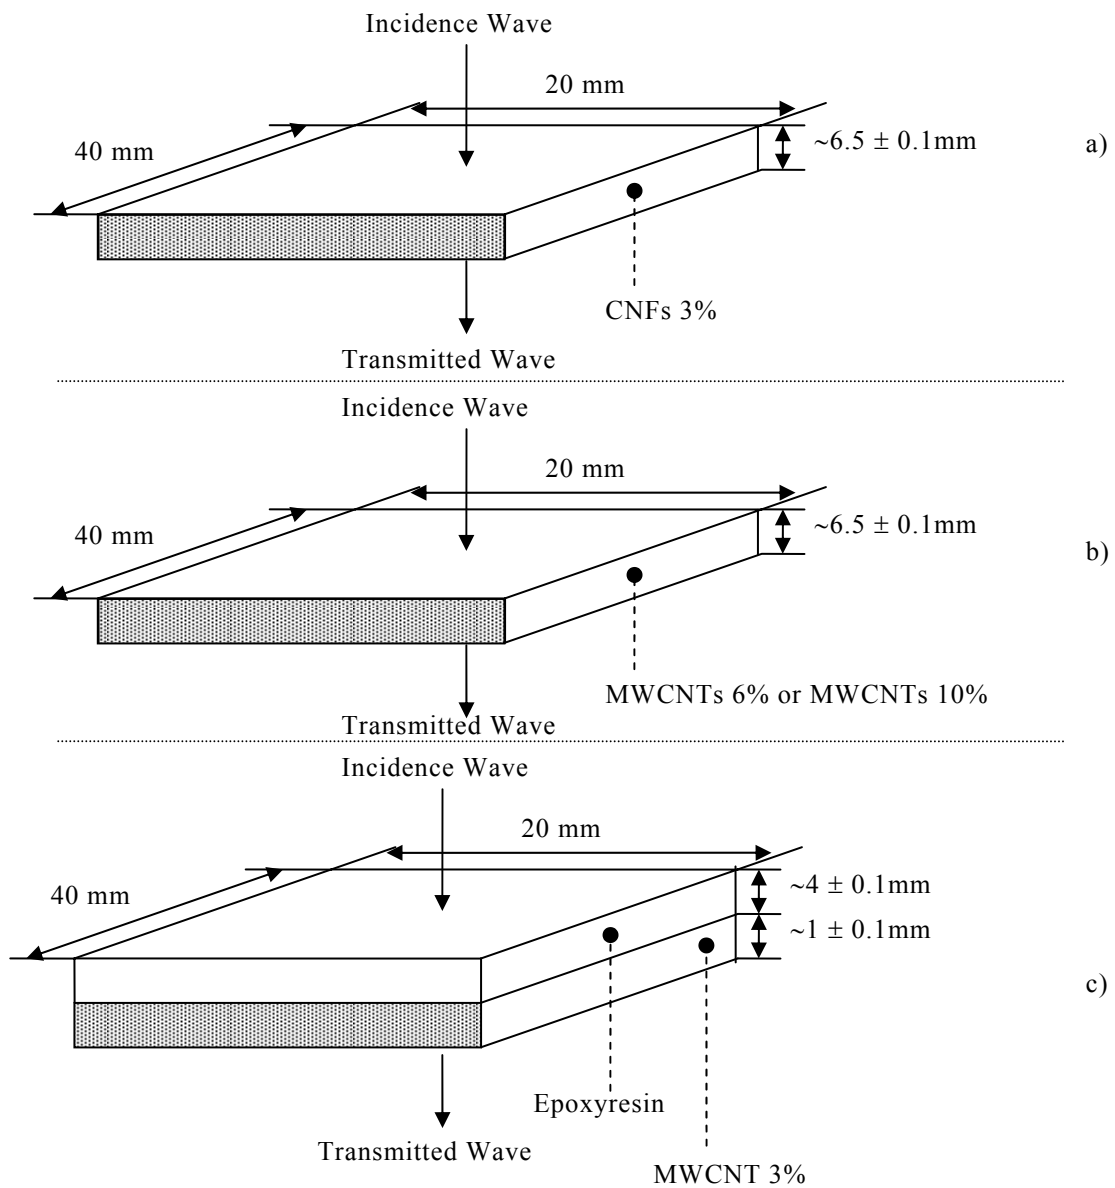 Incidence Wave
20 mm
40 mm
~6.5 ± 0.1mm
a)
CNFs 3%
Transmitted Wave
Incidence Wave
20 mm
40 mm
~6.5 ± 0.1mm
b)
MWCNTs 6% or MWCNTs 10%
Transmitted Wave
Incidence Wave
20 mm
40 mm
~4 ± 0.1mm
~1 ± 0.1mm
c)
Epoxyresin
Transmitted Wave
MWCNT 3%